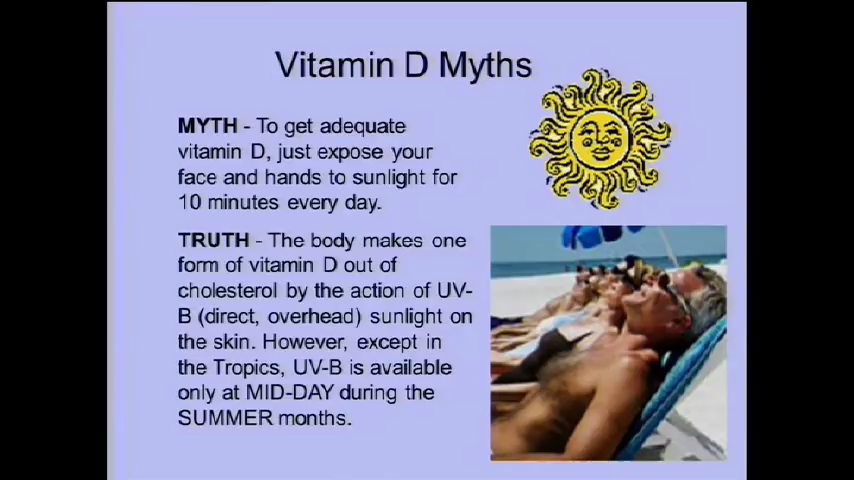 Vitamin D Myths
MYTH - To get adequate
vitamin D, just expose your
face and hands to sunlight for
10 minutes every day.
TRUTH - The body makes one
form of vitamin D out of
cholesterol by the action of UV-
B (direct, overhead) sunlight on
the skin. However, except in
the Tropics, UV-B is available
only at MID-DAY during the
SUMMER months.